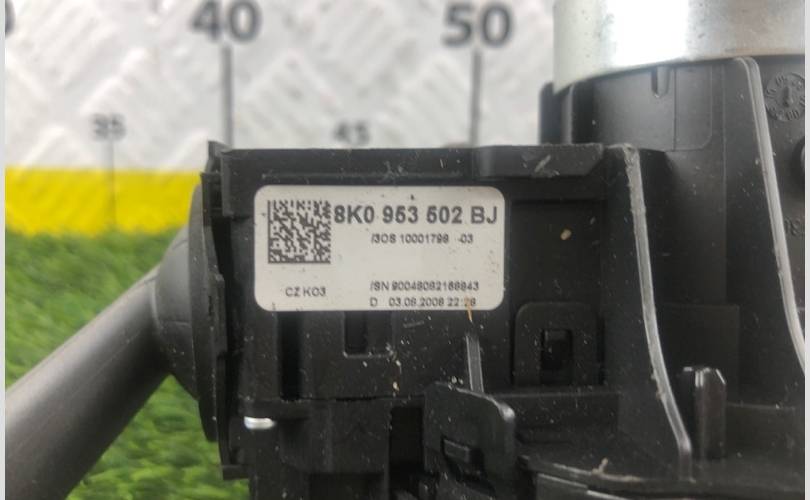 40 50
35 45
8K0 953 502 BJ
/3OS 10001799 -03
CZ K03 /SN 90048082168843
D 03.08.2008 22:28